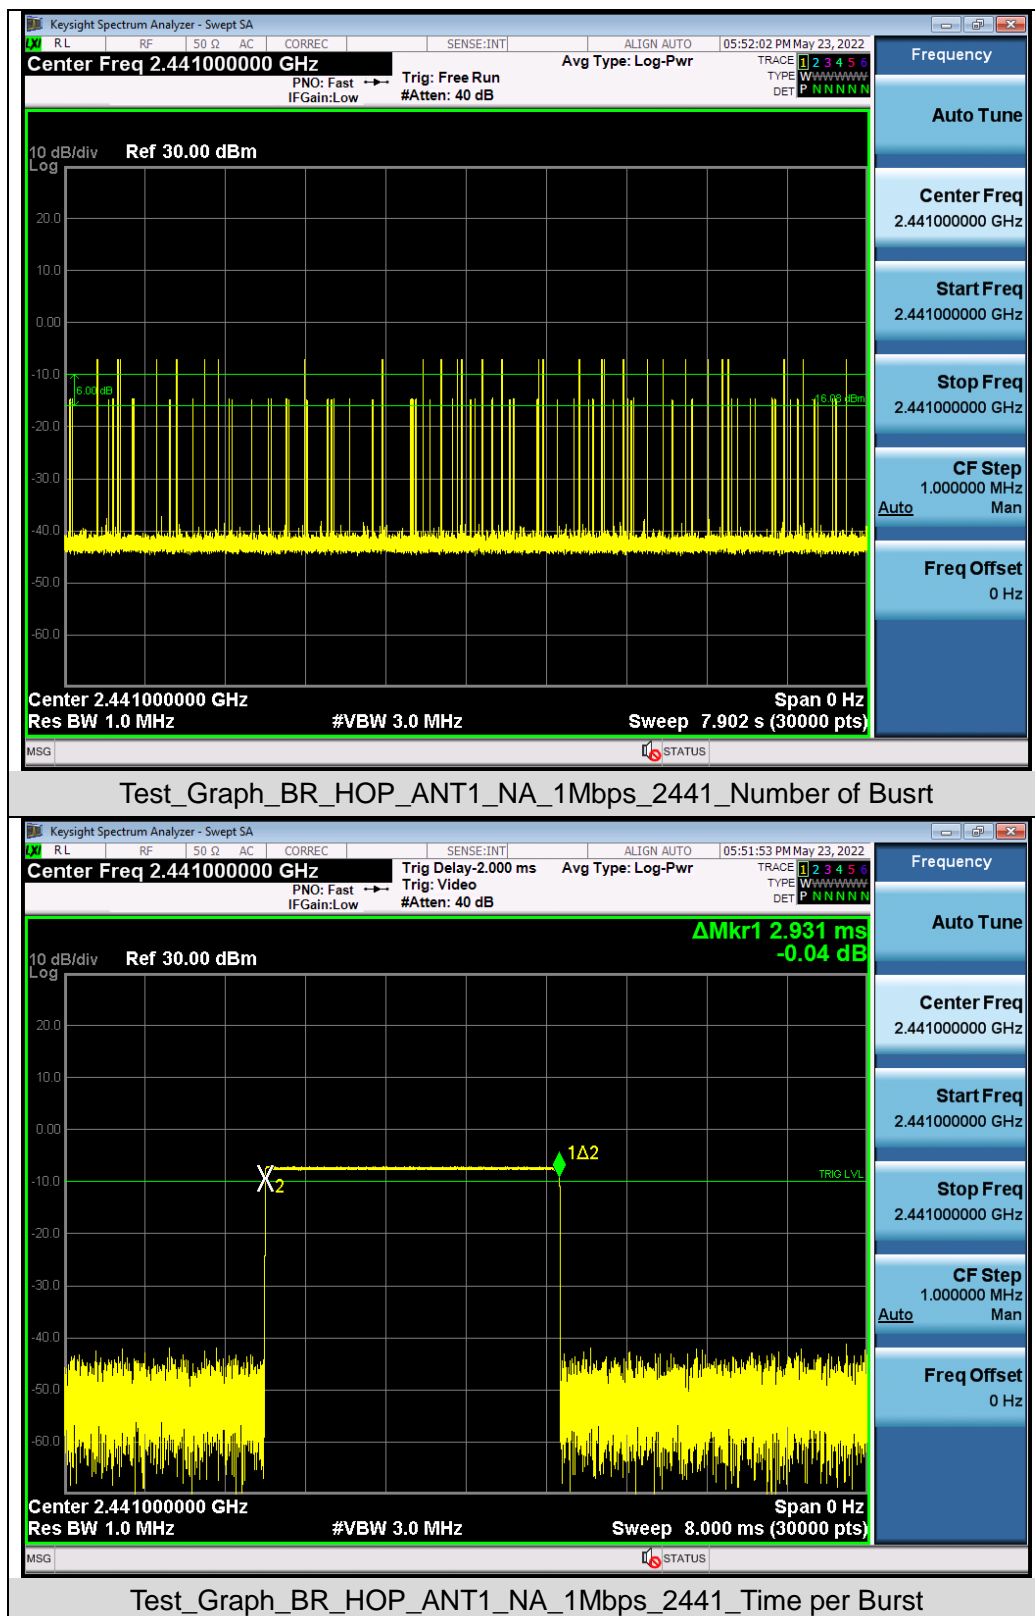 Keysight Spectrum Analyzer - Swept SA
LXI RL RF 50 Ω AC CORREC SENSE:INT ALIGN AUTO 05:52:02 PM May 23, 2022
Center Freq 2.441000000 GHz
PNO: Fast
IFGain:Low
Trig: Free Run
#Atten: 40 dB
Avg Type: Log-Pwr
TRACE 1 2 3 4 5 6
TYPE WWWWWW
DET P N N N N N
10 dB/div Ref 30.00 dBm
Log
20.0
10.0
0.00
-10.0
6.00 dB
-16.08 dBm
-20.0
-30.0
-40.0
-50.0
-60.0
Center 2.441000000 GHz Span 0 Hz
Res BW 1.0 MHz #VBW 3.0 MHz Sweep 7.902 s (30000 pts)
MSG STATUS
Frequency
Auto Tune
Center Freq
2.441000000 GHz
Start Freq
2.441000000 GHz
Stop Freq
2.441000000 GHz
CF Step
1.000000 MHz
Auto Man
Freq Offset
0 Hz
Test_Graph_BR_HOP_ANT1_NA_1Mbps_2441_Number of Busrt
Keysight Spectrum Analyzer - Swept SA
LXI RL RF 50 Ω AC CORREC SENSE:INT ALIGN AUTO 05:51:53 PM May 23, 2022
Center Freq 2.441000000 GHz
PNO: Fast
IFGain:Low
Trig Delay-2.000 ms
Trig: Video
#Atten: 40 dB
Avg Type: Log-Pwr
TRACE 1 2 3 4 5 6
TYPE WWWWWW
DET P N N N N N
ΔMkr1 2.931 ms
-0.04 dB
10 dB/div Ref 30.00 dBm
Log
20.0
10.0
0.00
1Δ2
X2
TRIG LVL
-10.0
-20.0
-30.0
-40.0
-50.0
-60.0
Center 2.441000000 GHz Span 0 Hz
Res BW 1.0 MHz #VBW 3.0 MHz Sweep 8.000 ms (30000 pts)
MSG STATUS
Frequency
Auto Tune
Center Freq
2.441000000 GHz
Start Freq
2.441000000 GHz
Stop Freq
2.441000000 GHz
CF Step
1.000000 MHz
Auto Man
Freq Offset
0 Hz
Test_Graph_BR_HOP_ANT1_NA_1Mbps_2441_Time per Burst